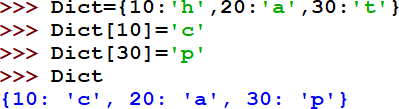 >>> Dict={10:'h',20:'a',30:'t'}
>>> Dict[10]='c'
>>> Dict[30]='p'
>>> Dict
{10: 'c', 20: 'a', 30: 'p'}